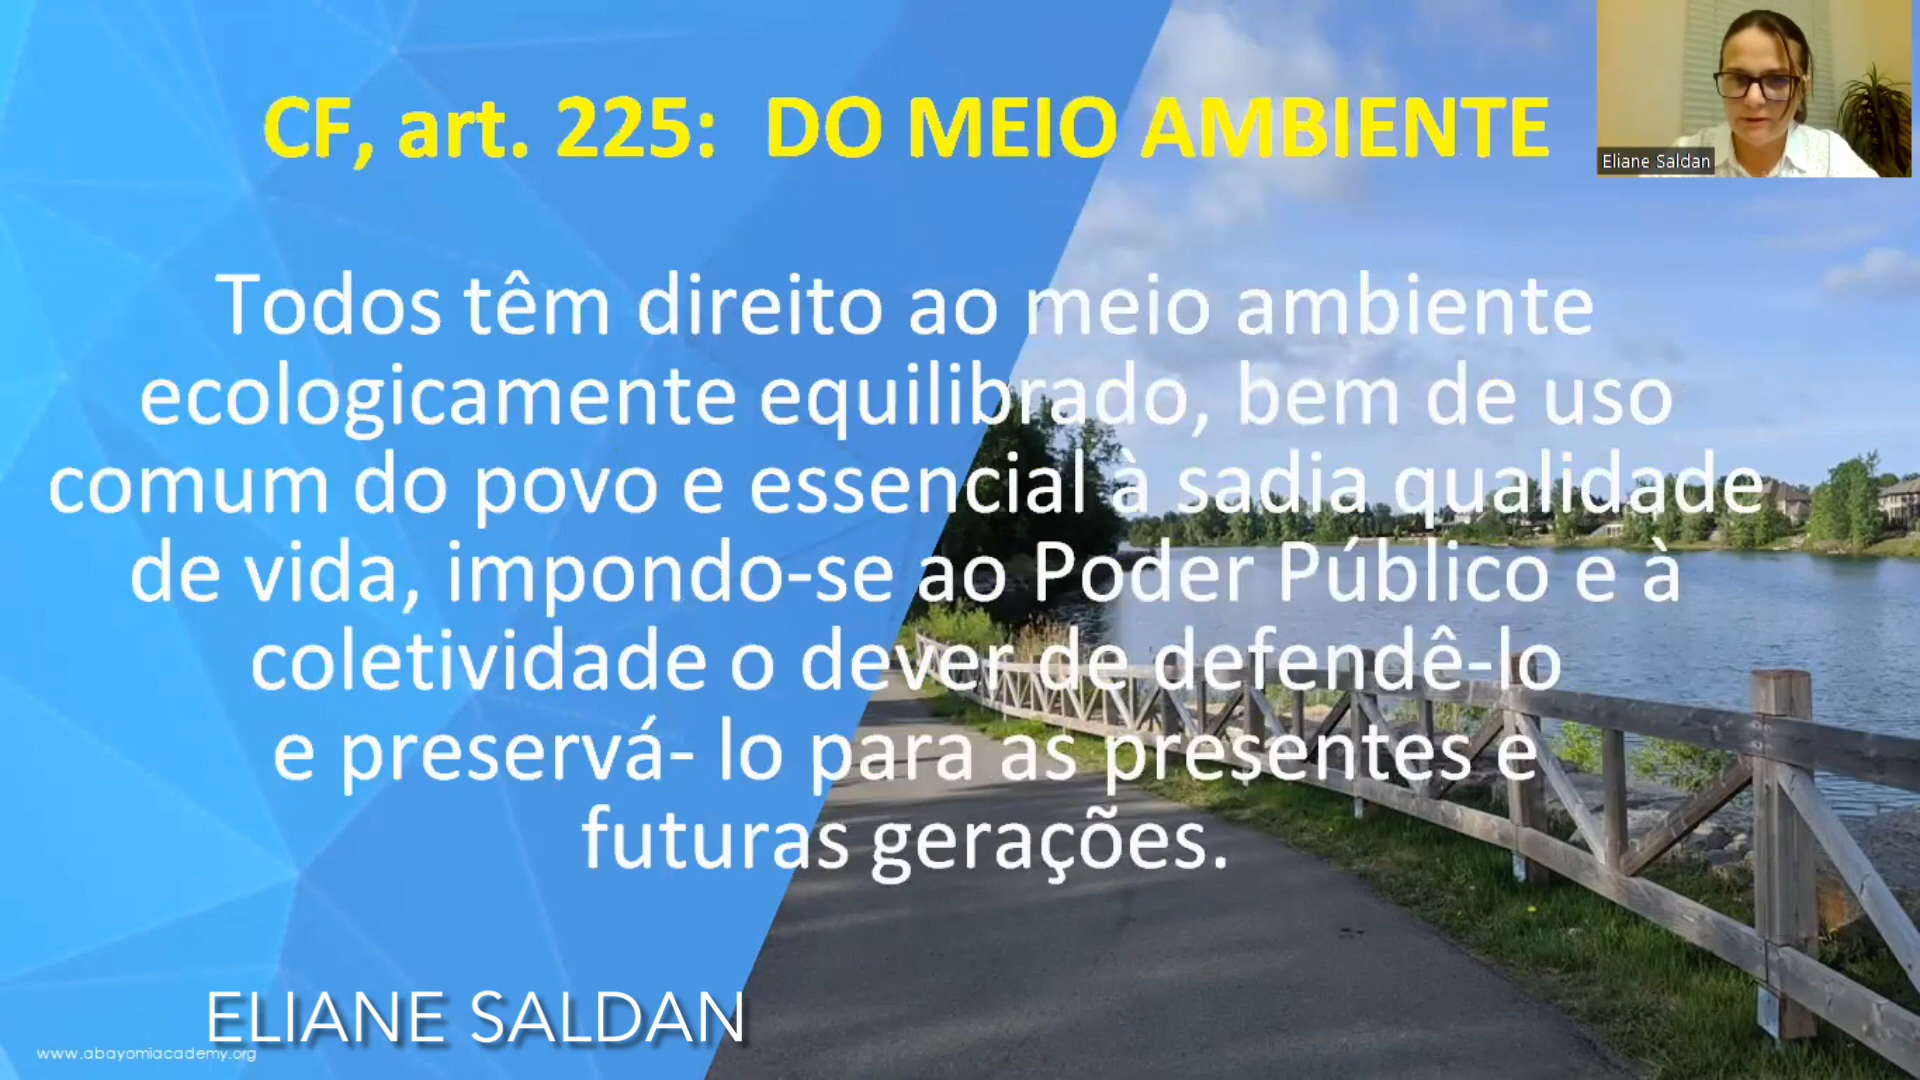 CF, art. 225: DO MEIO AMBIENTE
Eliane Saldan
Todos têm direito ao meio ambiente
ecologicamente equilibrado, bem de uso
comum do povo e essencial à sadia qualidade
de vida, impondo-se ao Poder Público e à
coletividade o dever de defendê-lo
e preservá- lo para as presentes e
futuras gerações.
ELIANE SALDAN
www.abayomiacademy.org